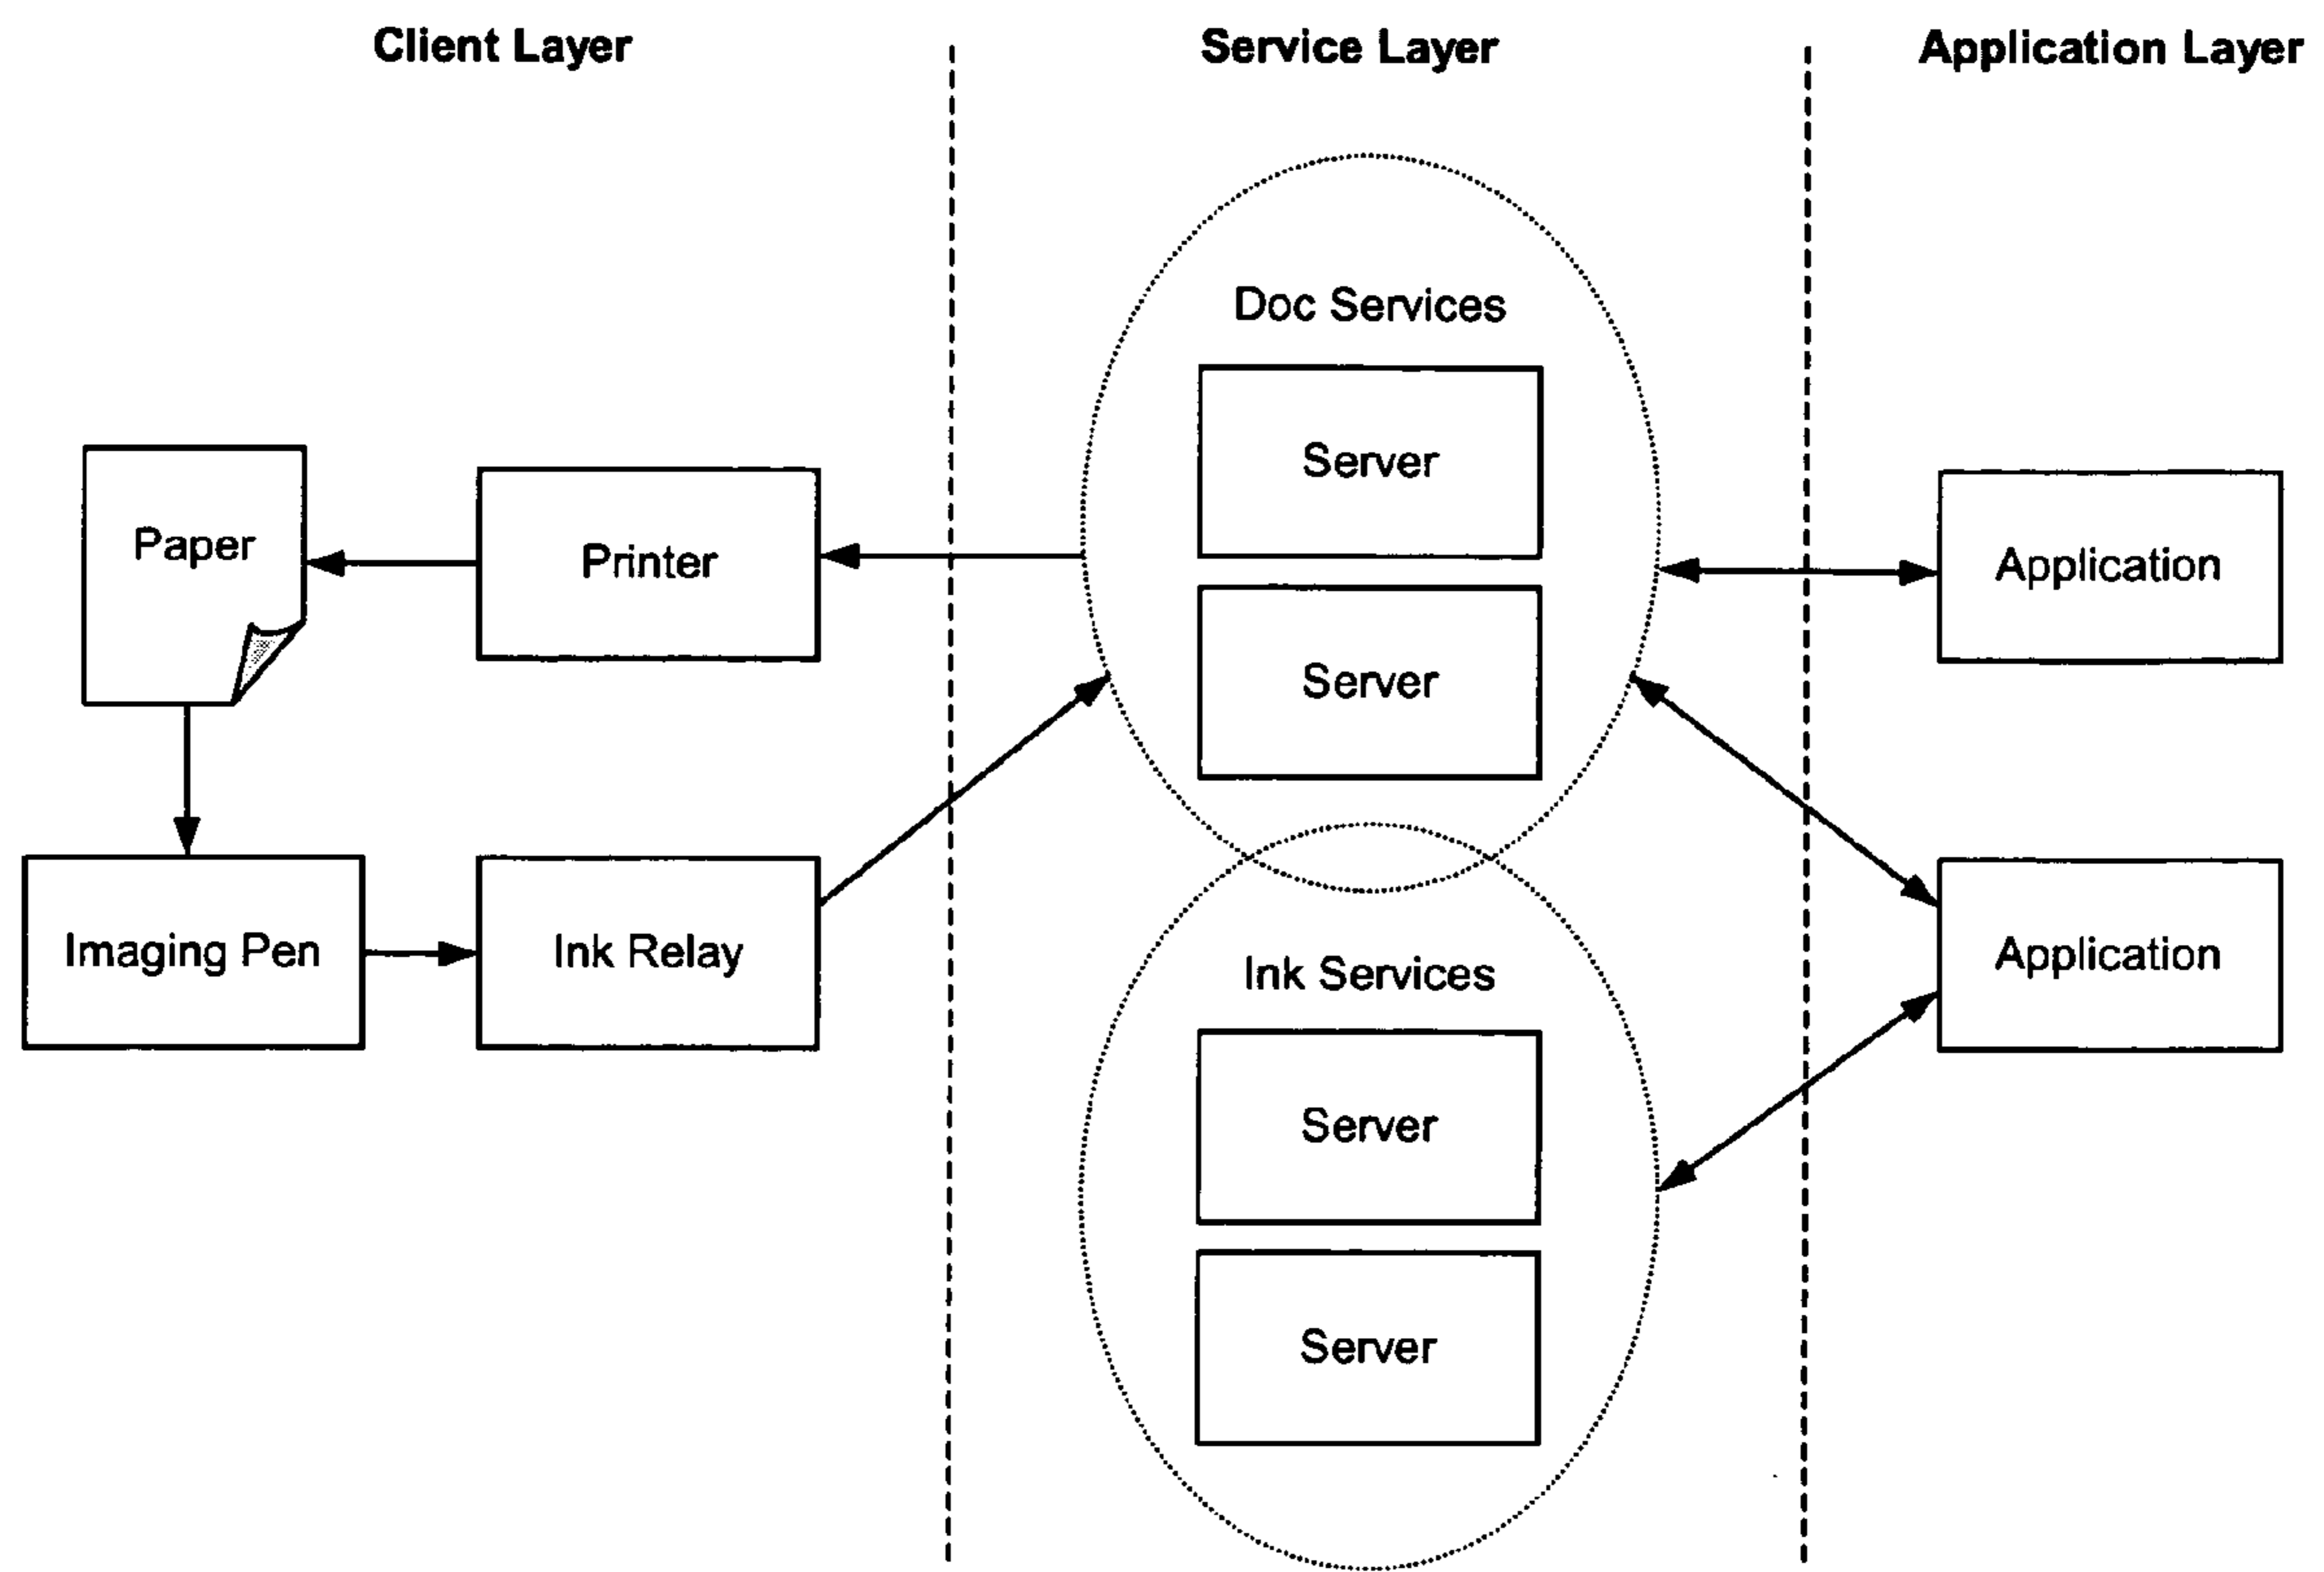 Client Layer
Service Layer
Application Layer
Doc Services
Server
Paper
Printer
Application
Server
Imaging Pen
Ink Relay
Application
Ink Services
Server
Server